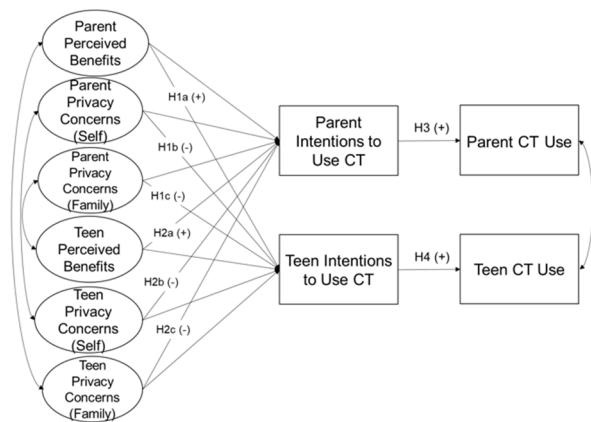 Parent
Perceived
Benefits
Parent
Privacy
Concerns
(Self)
Parent
Privacy
Concerns
(Family)
Teen
Perceived
Benefits
Teen
Privacy
Concerns
(Self)
Teen
Privacy
Concerns
(Family)
H1a (+)
H1b (-)
H1c (-)
H2a (+)
H2b (-)
H2c (-)
Parent
Intentions to
Use CT
Teen Intentions
to Use CT
H3 (+)
H4 (+)
Parent CT Use
Teen CT Use